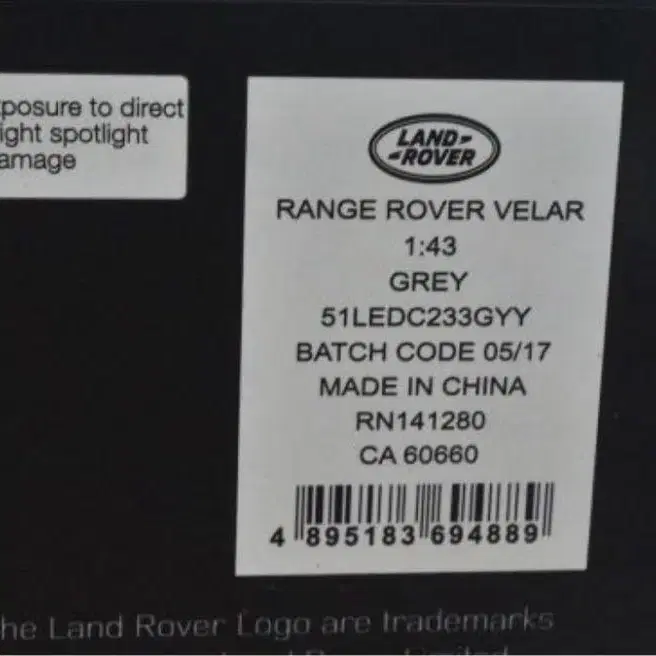 xposure to direct
ight spotlight
amage
LAND-
-ROVER
RANGE ROVER VELAR
1:43
GREY
51LEDC233GYY
BATCH CODE 05/17
MADE IN CHINA
RN141280
CA 60660
4 895183 694889
he Land Rover Logo are trademarks